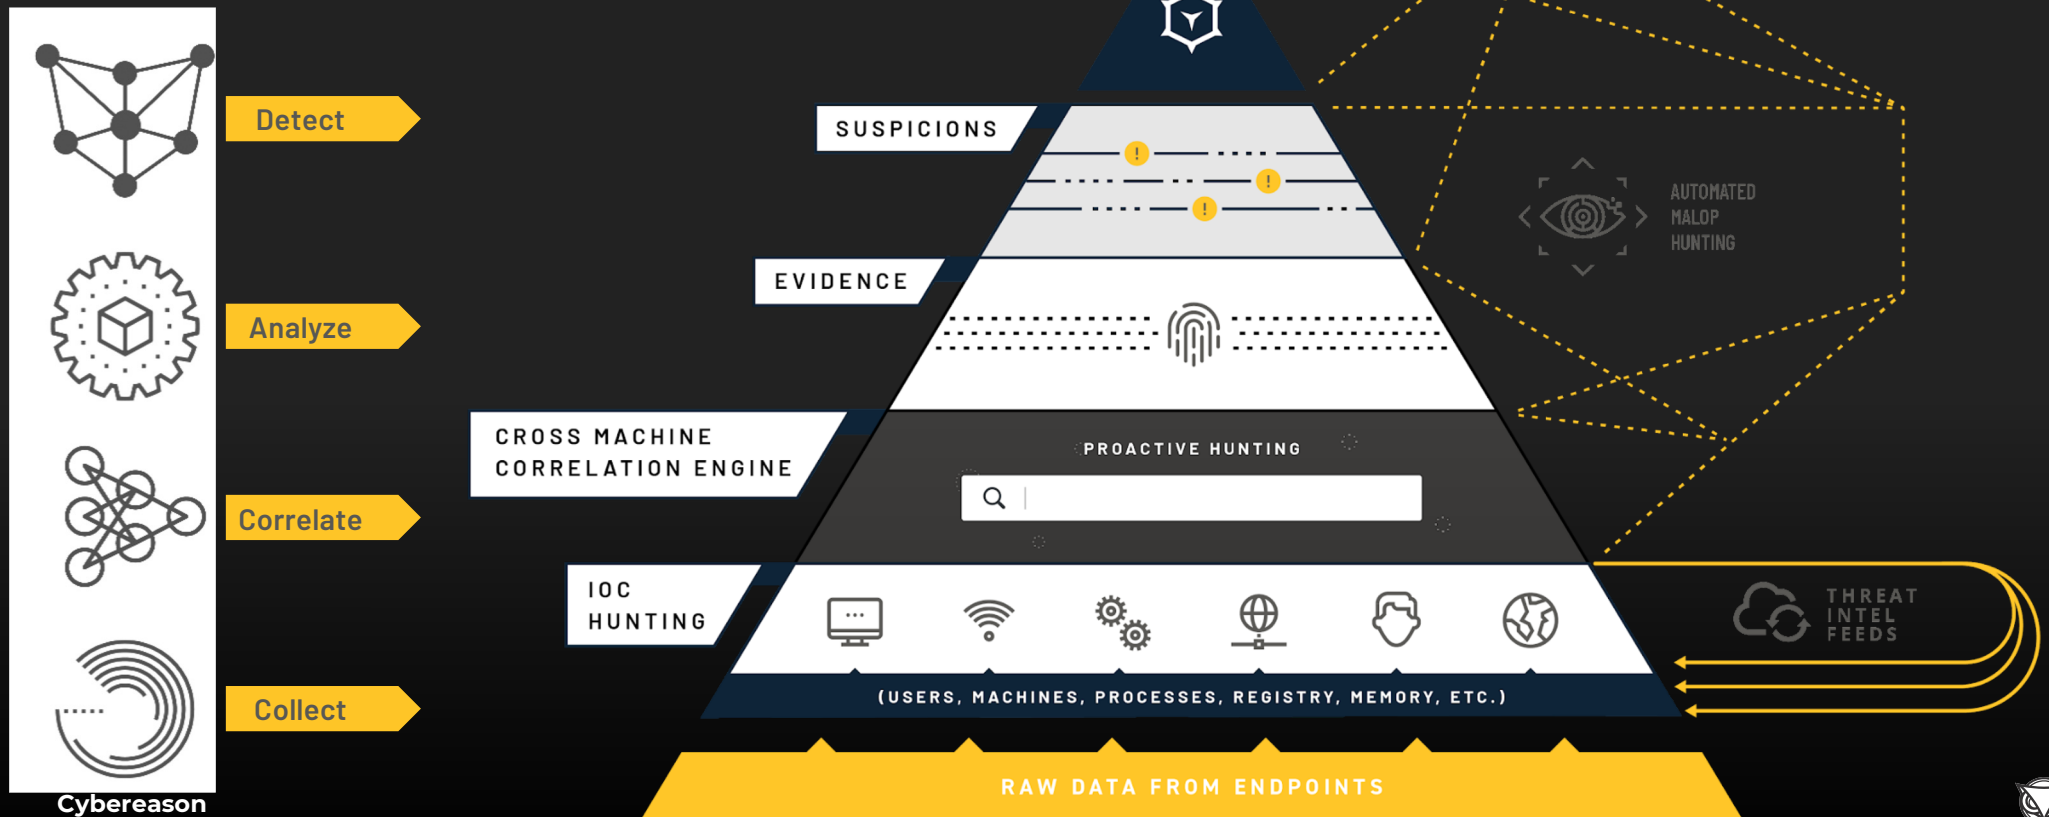 Detect
SUSPICIONS
AUTOMATED
MALOP
HUNTING
EVIDENCE
Analyze
CROSS MACHINE
CORRELATION ENGINE
PROACTIVE HUNTING
Correlate
IOC
HUNTING
THREAT
INTEL
FEEDS
Collect
(USERS, MACHINES, PROCESSES, REGISTRY, MEMORY, ETC.)
RAW DATA FROM ENDPOINTS
Cybereason